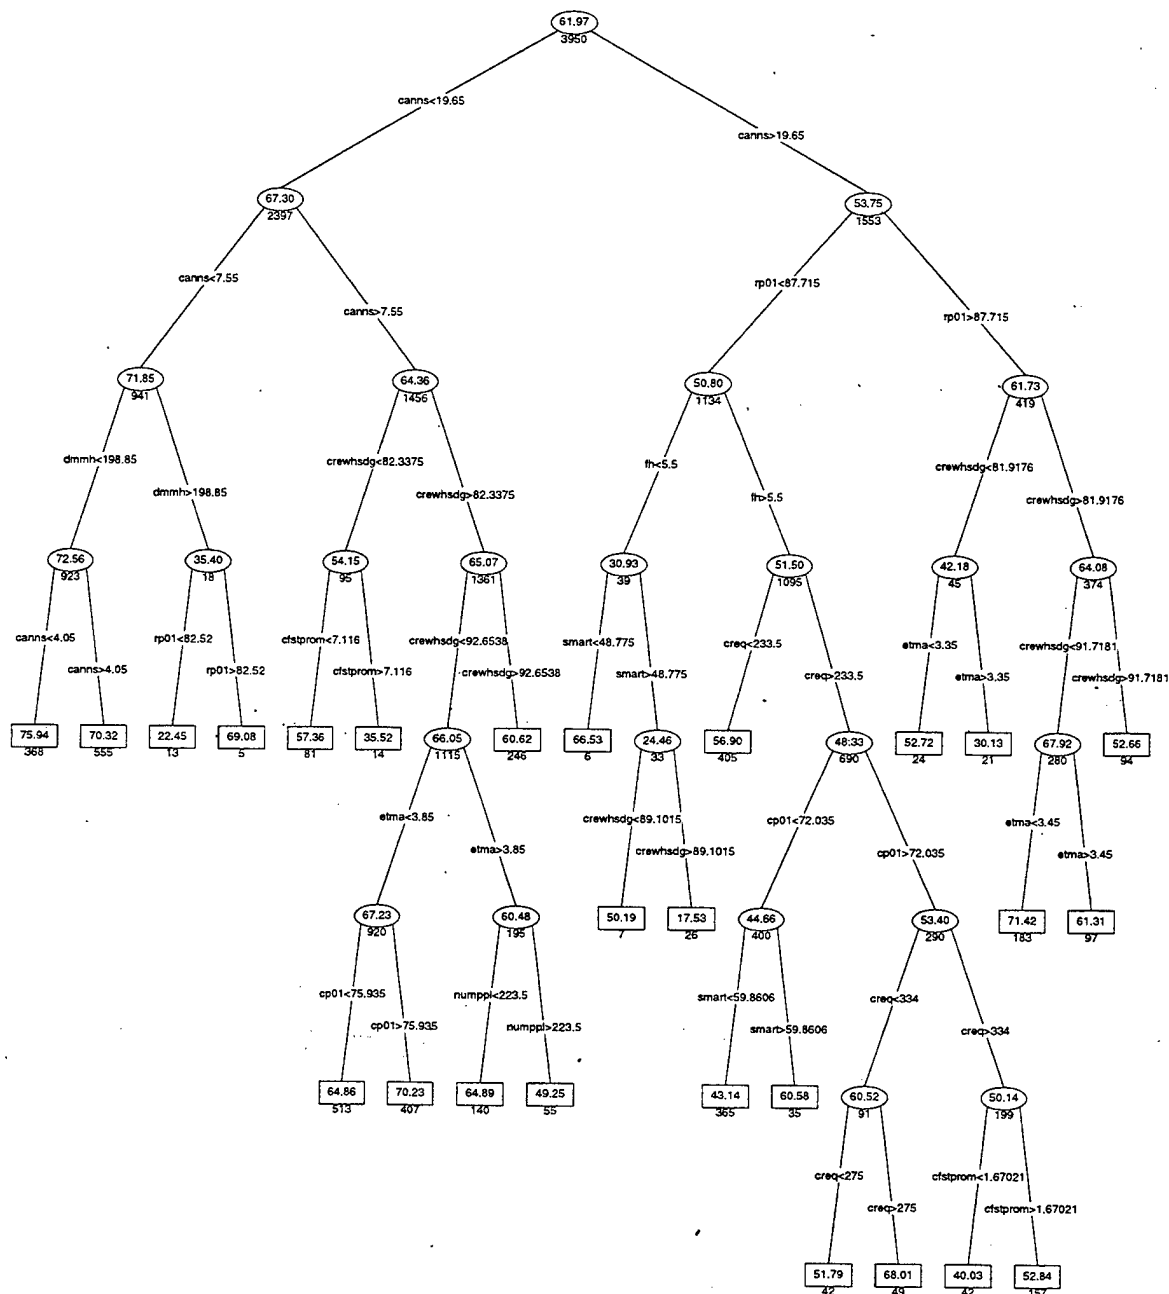 61.97
3950
canns<19.65
canns>19.65
67.30
2397
53.75
1553
canns<7.55
canns>7.55
rp01<87.715
rp01>87.715
71.85
941
64.36
1456
50.80
1134
61.73
419
dmmh<198.85
dmmh>198.85
crewhsdg<82.3375
crewhsdg>82.3375
fh<5.5
fh>5.5
crewhsdg<81.9176
crewhsdg>81.9176
72.56
923
35.40
18
54.15
95
65.07
1361
30.93
39
51.50
1095
42.18
45
64.08
374
canns<4.05
canns>4.05
rp01<82.52
rp01>82.52
cfstprom<7.116
cfstprom>7.116
crewhsdg<92.6538
crewhsdg>92.6538
smart<48.775
smart>48.775
creq<233.5
creq>233.5
etma<3.35
etma>3.35
crewhsdg<91.7181
crewhsdg>91.7181
75.94
368
70.32
555
22.45
13
69.08
5
57.36
81
35.52
14
66.05
1115
60.62
246
66.53
6
24.46
33
56.90
405
48.33
690
52.72
24
30.13
21
67.92
280
52.66
94
etma<3.85
etma>3.85
crewhsdg<89.1015
crewhsdg>89.1015
cp01<72.035
cp01>72.035
etma<3.45
etma>3.45
67.23
920
60.48
195
50.19
7
17.53
26
44.66
400
53.40
290
71.42
183
61.31
97
cp01<75.935
cp01>75.935
numppl<223.5
numppl>223.5
smart<59.8606
smart>59.8606
creq<334
creq>334
64.86
513
70.23
407
64.89
140
49.25
55
43.14
365
60.58
35
60.52
91
50.14
199
creq<275
creq>275
cfstprom<1.67021
cfstprom>1.67021
51.79
42
68.01
49
40.03
42
52.84
157